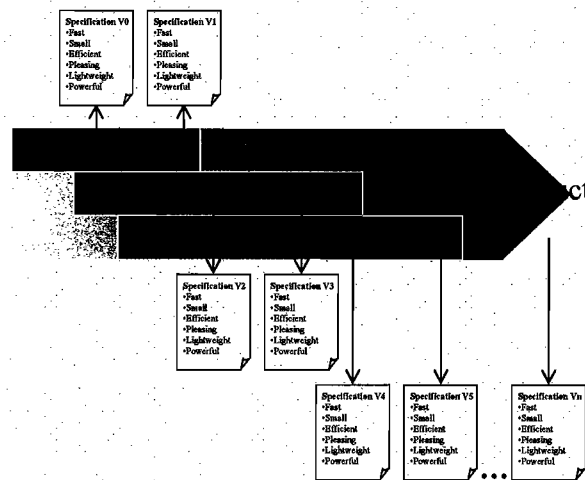 Specification V0
•Fast
•Small
•Efficient
•Pleasing
•Lightweight
•Powerful
Specification V1
•Fast
•Small
•Efficient
•Pleasing
•Lightweight
•Powerful
ct
Specification V2
•Fast
•Small
•Efficient
•Pleasing
•Lightweight
•Powerful
Specification V3
•Fast
•Small
•Efficient
•Pleasing
•Lightweight
•Powerful
Specification V4
•Fast
•Small
•Efficient
•Pleasing
•Lightweight
•Powerful
Specification V5
•Fast
•Small
•Efficient
•Pleasing
•Lightweight
•Powerful
•••
Specification Vn
•Fast
•Small
•Efficient
•Pleasing
•Lightweight
•Powerful